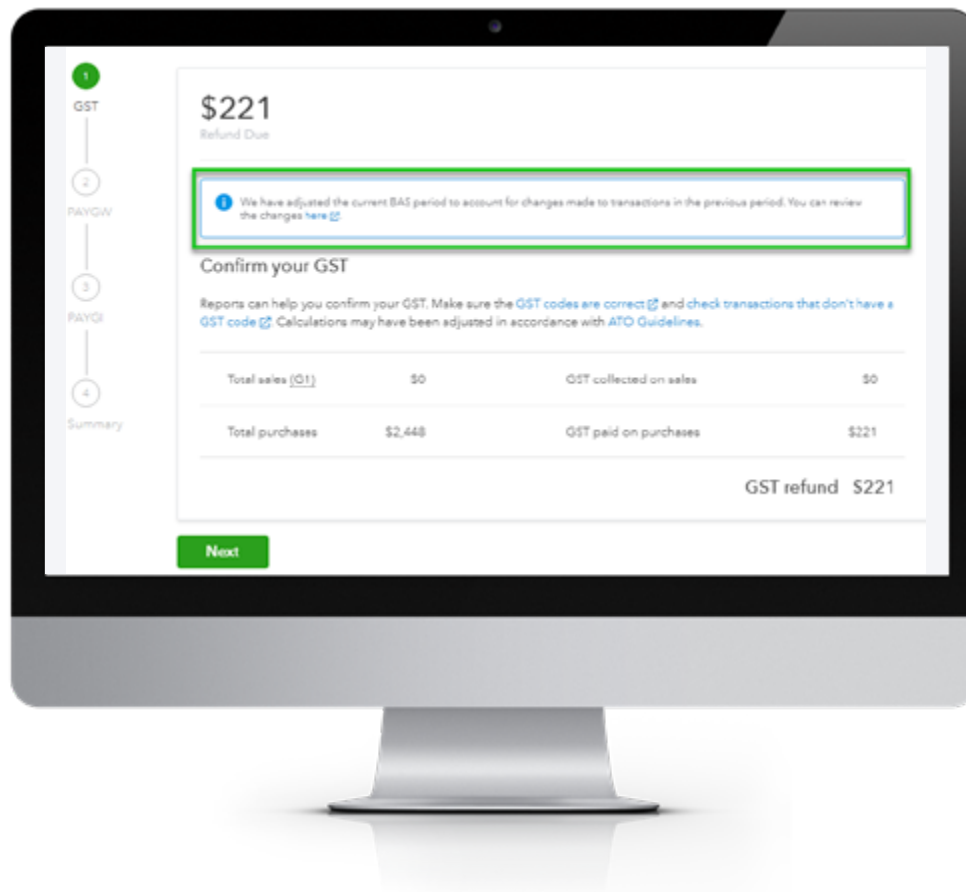 1
GST
2
PAYGW
3
PAYGI
4
Summary
$221
Refund Due
We have adjusted the current BAS period to account for changes made to transactions in the previous period. You can review
the changes here
Confirm your GST
Reports can help you confirm your GST. Make sure the GST codes are correct and check transactions that don't have a
GST code. Calculations may have been adjusted in accordance with ATO Guidelines.
Total sales (G1) $0 GST collected on sales $0
Total purchases $2,448 GST paid on purchases $221
GST refund $221
Next